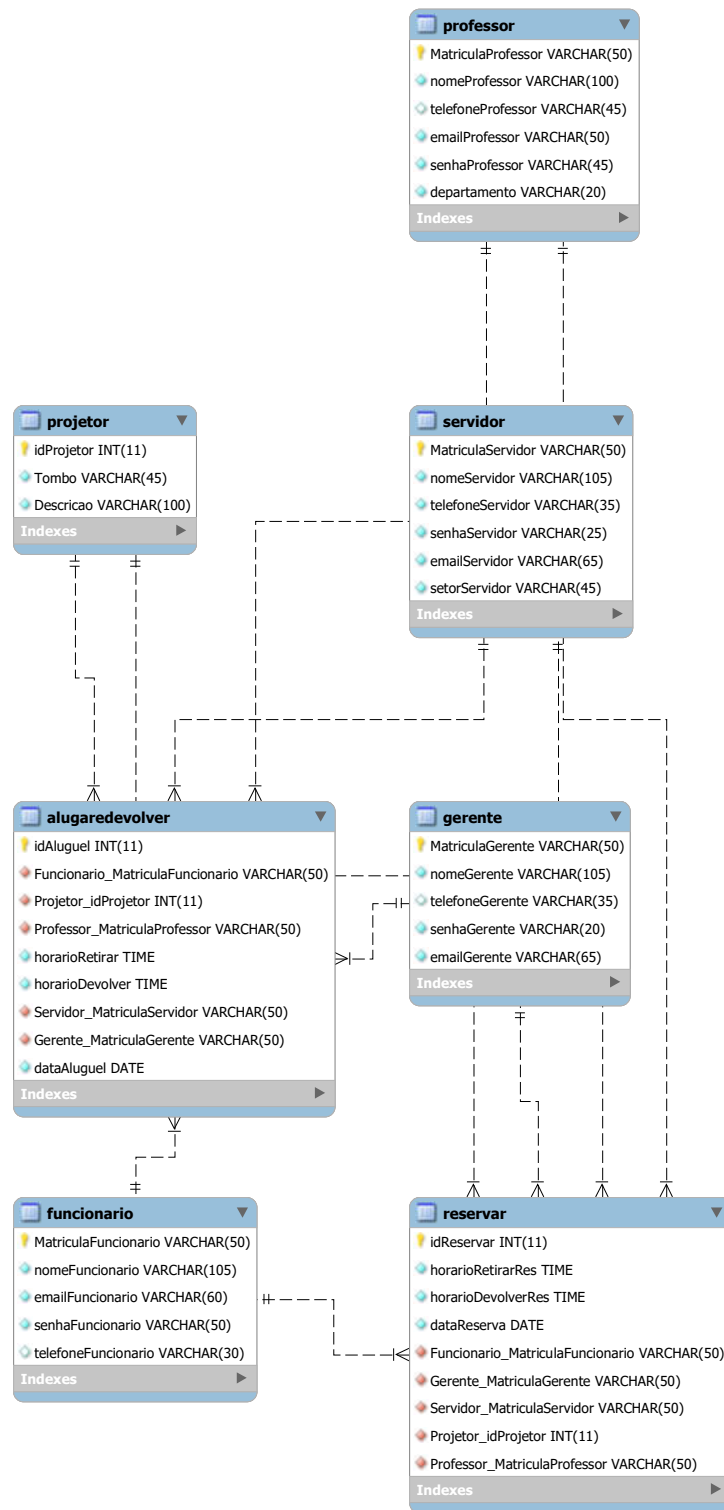 professor
MatriculaProfessor VARCHAR(50)
nomeProfessor VARCHAR(100)
telefoneProfessor VARCHAR(45)
emailProfessor VARCHAR(50)
senhaProfessor VARCHAR(45)
departamento VARCHAR(20)
Indexes
projetor
idProjetor INT(11)
Tombo VARCHAR(45)
Descricao VARCHAR(100)
Indexes
servidor
MatriculaServidor VARCHAR(50)
nomeServidor VARCHAR(105)
telefoneServidor VARCHAR(35)
senhaServidor VARCHAR(25)
emailServidor VARCHAR(65)
setorServidor VARCHAR(45)
Indexes
alugaredevolver
idAluguel INT(11)
Funcionario_MatriculaFuncionario VARCHAR(50)
Projetor_idProjetor INT(11)
Professor_MatriculaProfessor VARCHAR(50)
horarioRetirar TIME
horarioDevolver TIME
Servidor_MatriculaServidor VARCHAR(50)
Gerente_MatriculaGerente VARCHAR(50)
dataAluguel DATE
Indexes
gerente
MatriculaGerente VARCHAR(50)
nomeGerente VARCHAR(105)
telefoneGerente VARCHAR(35)
senhaGerente VARCHAR(20)
emailGerente VARCHAR(65)
Indexes
funcionario
MatriculaFuncionario VARCHAR(50)
nomeFuncionario VARCHAR(105)
emailFuncionario VARCHAR(60)
senhaFuncionario VARCHAR(50)
telefoneFuncionario VARCHAR(30)
Indexes
reservar
idReservar INT(11)
horarioRetirarRes TIME
horarioDevolverRes TIME
dataReserva DATE
Funcionario_MatriculaFuncionario VARCHAR(50)
Gerente_MatriculaGerente VARCHAR(50)
Servidor_MatriculaServidor VARCHAR(50)
Projetor_idProjetor INT(11)
Professor_MatriculaProfessor VARCHAR(50)
Indexes